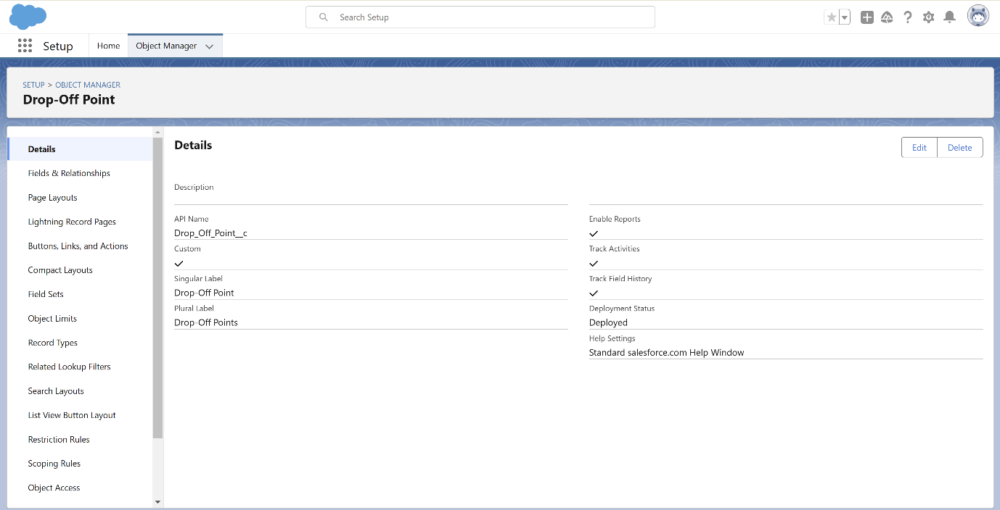 Search Setup
Setup
Home
Object Manager
SETUP > OBJECT MANAGER
Drop-Off Point
Details
Fields & Relationships
Page Layouts
Lightning Record Pages
Buttons, Links, and Actions
Compact Layouts
Field Sets
Object Limits
Record Types
Related Lookup Filters
Search Layouts
List View Button Layout
Restriction Rules
Scoping Rules
Object Access
Details
Edit
Delete
Description
API Name
Drop_Off_Point__c
Custom
Singular Label
Drop-Off Point
Plural Label
Drop-Off Points
Enable Reports
Track Activities
Track Field History
Deployment Status
Deployed
Help Settings
Standard salesforce.com Help Window